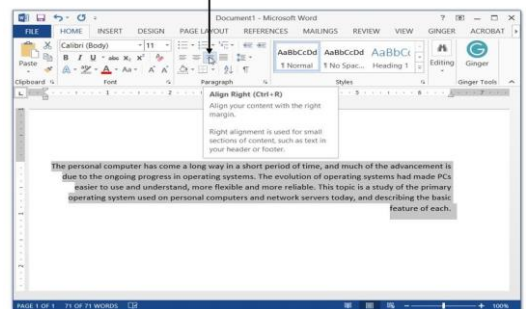 Document1 - Microsoft Word
FILE HOME INSERT DESIGN PAGE LAYOUT REFERENCES MAILINGS REVIEW VIEW GINGER ACROBAT
Calibri (Body) 11
Paste
B I U abc X₂ X²
A Aa A A
AaBbCcDd AaBbCcDd AaBbCc
¶ Normal ¶ No Spac... Heading 1
Editing Ginger
Clipboard Font Paragraph Styles Ginger Tools
Align Right (Ctrl+R)
Align your content with the right
margin.
Right alignment is used for small
sections of content, such as text in
your header or footer.
The personal computer has come a long way in a short period of time, and much of the advancement is
due to the ongoing progress in operating systems. The evolution of operating systems had made PCs
easier to use and understand, more flexible and more reliable. This topic is a study of the primary
operating system used on personal computers and network servers today, and describing the basic
feature of each.
PAGE 1 OF 1 71 OF 71 WORDS 100%